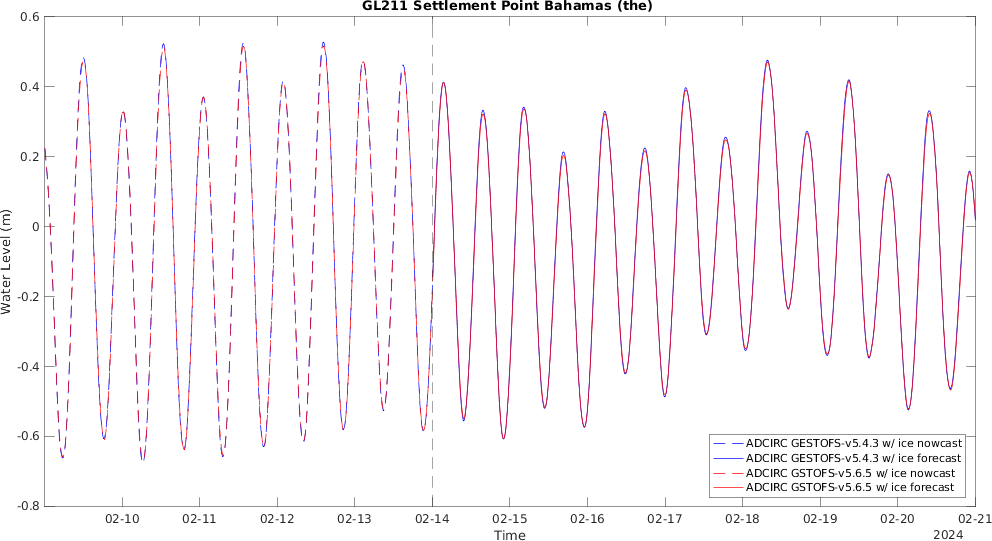 GL211 Settlement Point Bahamas (the)
0.6
0.4
0.2
0
-0.2
-0.4
-0.6
-0.8
Water Level (m)
02-10 02-11 02-12 02-13 02-14 02-15 02-16 02-17 02-18 02-19 02-20 02-21
Time
2024
ADCIRC GESTOFS-v5.4.3 w/ ice nowcast
ADCIRC GESTOFS-v5.4.3 w/ ice forecast
ADCIRC GSTOFS-v5.6.5 w/ ice nowcast
ADCIRC GSTOFS-v5.6.5 w/ ice forecast